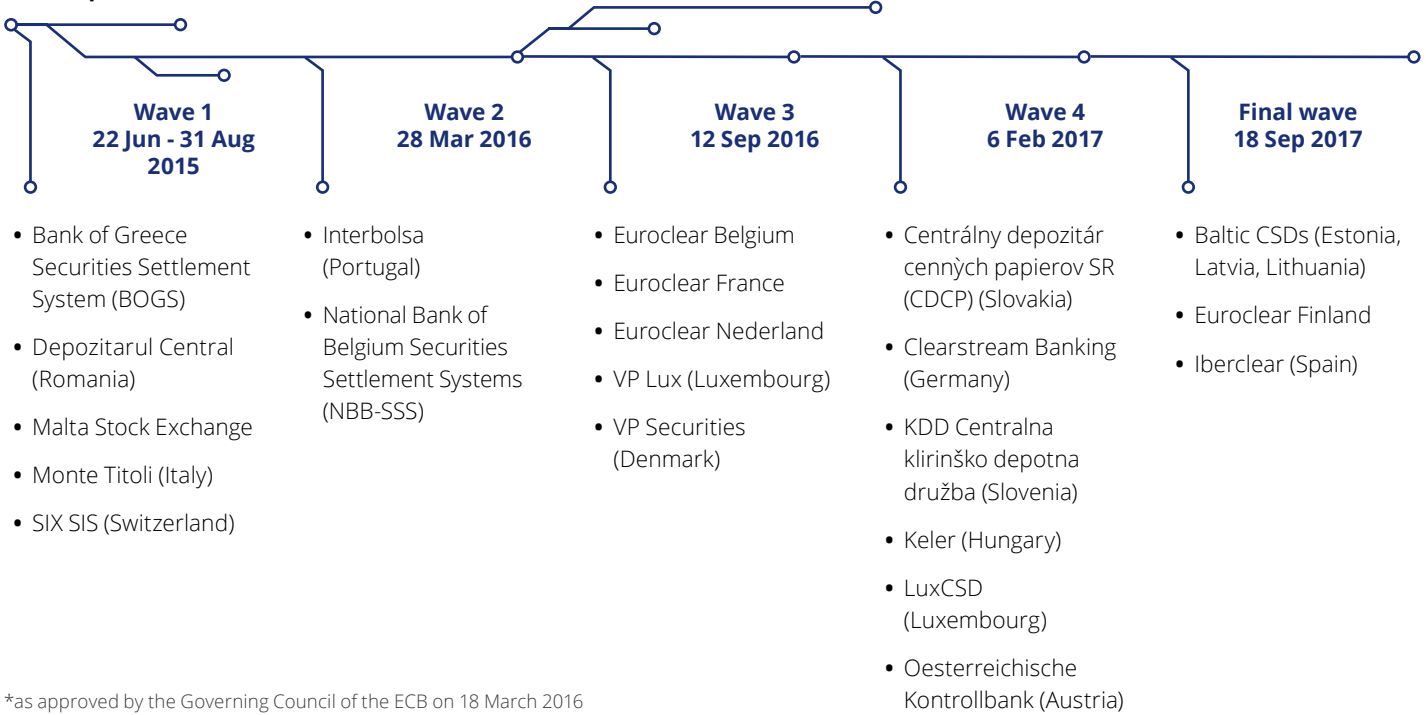 Wave 1
22 Jun - 31 Aug
2015
• Bank of Greece
Securities Settlement
System (BOGS)
• Depozitarul Central
(Romania)
• Malta Stock Exchange
• Monte Titoli (Italy)
• SIX SIS (Switzerland)
Wave 2
28 Mar 2016
• Interbolsa
(Portugal)
• National Bank of
Belgium Securities
Settlement Systems
(NBB-SSS)
Wave 3
12 Sep 2016
• Euroclear Belgium
• Euroclear France
• Euroclear Nederland
• VP Lux (Luxembourg)
• VP Securities
(Denmark)
Wave 4
6 Feb 2017
• Centrálny depozitár
cenných papierov SR
(CDCP) (Slovakia)
• Clearstream Banking
(Germany)
• KDD Centralna
klirinško depotna
družba (Slovenia)
• Keler (Hungary)
• LuxCSD
(Luxembourg)
• Oesterreichische
Kontrollbank (Austria)
Final wave
18 Sep 2017
• Baltic CSDs (Estonia,
Latvia, Lithuania)
• Euroclear Finland
• Iberclear (Spain)
*as approved by the Governing Council of the ECB on 18 March 2016